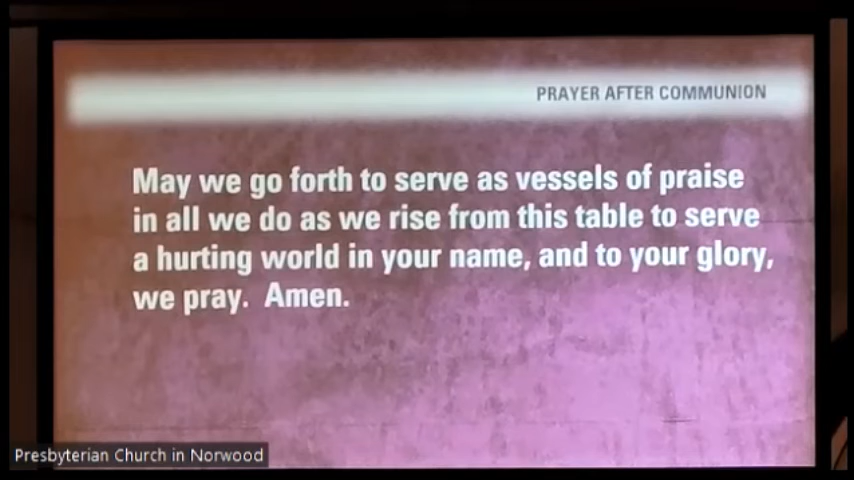 PRAYER AFTER COMMUNION
May we go forth to serve as vessels of praise
in all we do as we rise from this table to serve
a hurting world in your name, and to your glory,
we pray. Amen.
Presbyterian Church in Norwood